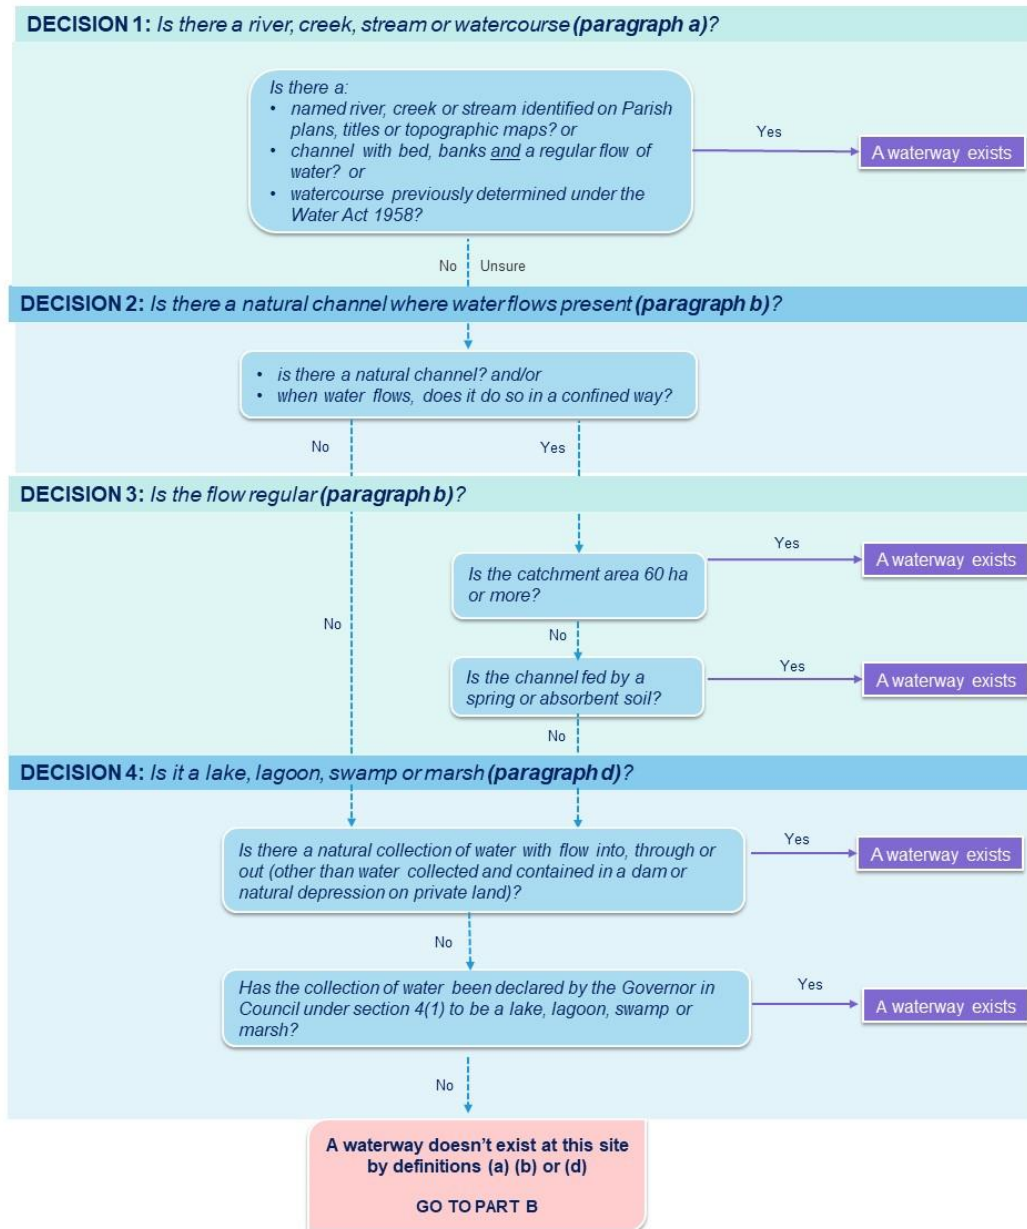 DECISION 1: Is there a river, creek, stream or watercourse (paragraph a)?
Is there a:
• named river, creek or stream identified on Parish
plans, titles or topographic maps? or
• channel with bed, banks and a regular flow of
water? or
• watercourse previously determined under the
Water Act 1958?
Yes
A waterway exists
No
Unsure
DECISION 2: Is there a natural channel where water flows present (paragraph b)?
• is there a natural channel? and/or
• when water flows, does it do so in a confined way?
No
Yes
DECISION 3: Is the flow regular (paragraph b)?
Is the catchment area 60 ha
or more?
Yes
A waterway exists
No
No
Is the channel fed by a
spring or absorbent soil?
Yes
A waterway exists
No
DECISION 4: Is it a lake, lagoon, swamp or marsh (paragraph d)?
Is there a natural collection of water with flow into, through or
out (other than water collected and contained in a dam or
natural depression on private land)?
Yes
A waterway exists
No
Has the collection of water been declared by the Governor in
Council under section 4(1) to be a lake, lagoon, swamp or
marsh?
Yes
A waterway exists
No
A waterway doesn't exist at this site
by definitions (a) (b) or (d)
GO TO PART B